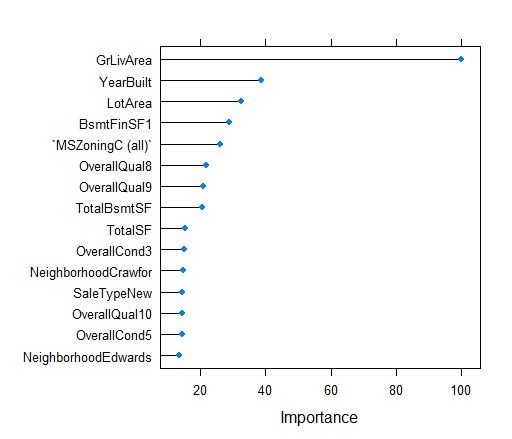 GrLivArea
YearBuilt
LotArea
BsmtFinSF1
`MSZoningC (all)`
OverallQual8
OverallQual9
TotalBsmtSF
TotalSF
OverallCond3
NeighborhoodCrawfor
SaleTypeNew
OverallQual10
OverallCond5
NeighborhoodEdwards
20 40 60 80 100
Importance